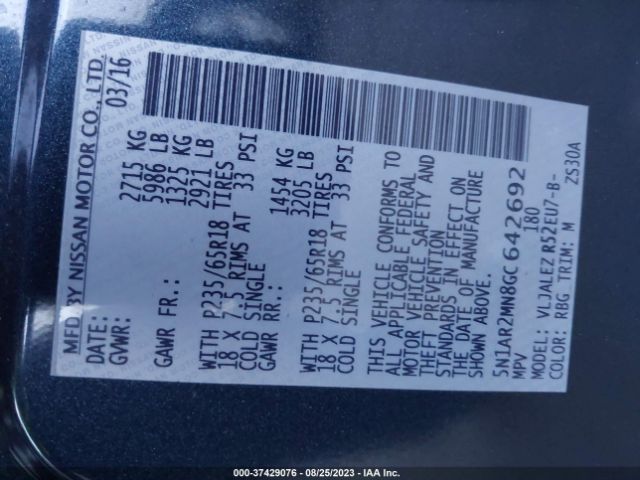 MFD BY NISSAN MOTOR CO., LTD.
DATE: 03/16
GVWR: 2715 KG
5986 LB
GAWR FR.: 1325 KG
2921 LB
WITH P235/65R18 TIRES
18 X 7.5 RIMS AT 33 PSI
COLD SINGLE
GAWR RR.: 1454 KG
3205 LB
WITH P235/65R18 TIRES
18 X 7.5 RIMS AT 33 PSI
COLD SINGLE
THIS VEHICLE CONFORMS TO
ALL APPLICABLE FEDERAL
MOTOR VEHICLE SAFETY AND
THEFT PREVENTION
STANDARDS IN EFFECT ON
THE DATE OF MANUFACTURE
SHOWN ABOVE.
5N1AR2MN8GC642692
MPV 180
MODEL: VLJALEZ R52EU7-B-
COLOR: RBG TRIM: M ZS30A
Stock - 37429076 | 08/25/2023 | IAA Inc.